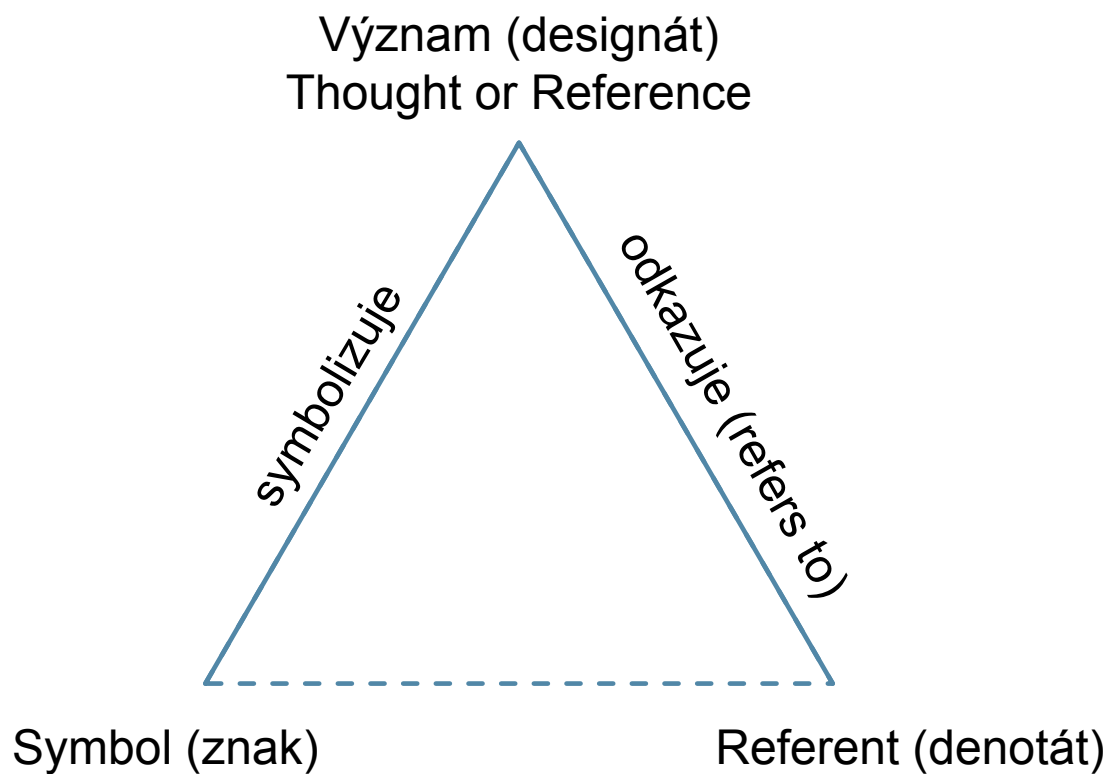 Význam (designát)
Thought or Reference
symbolizuje
odkazuje (refers to)
Symbol (znak)
Referent (denotát)